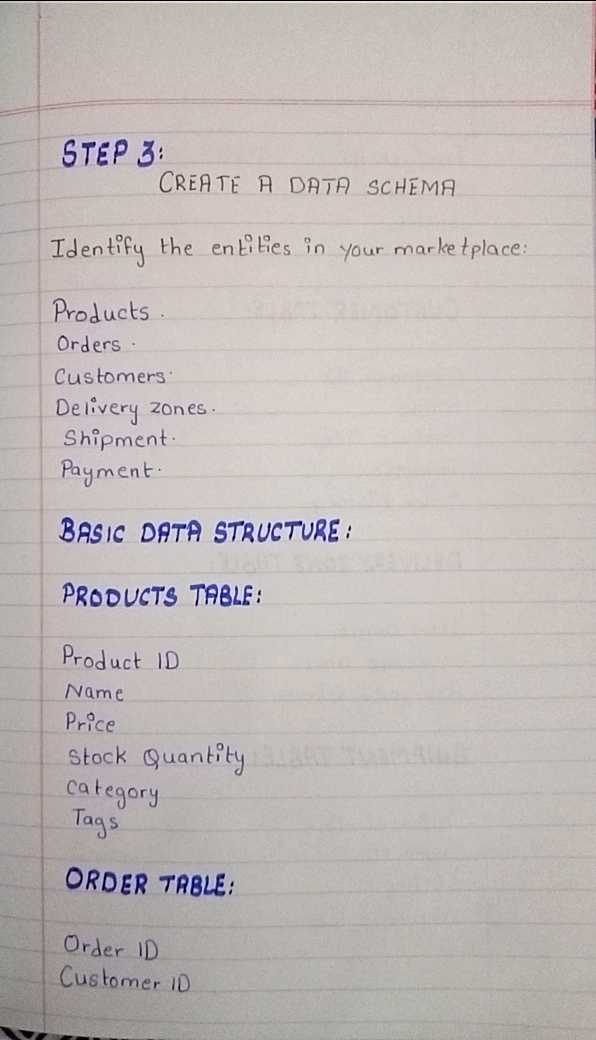 STEP 3:
CREATE A DATA SCHEMA
Identify the entities in your marketplace:
Products.
Orders.
Customers.
Delivery zones.
Shipment.
Payment.
BASIC DATA STRUCTURE:
PRODUCTS TABLE:
Product ID
Name
Price
Stock Quantity
Category
Tags
ORDER TABLE:
Order ID
Customer ID